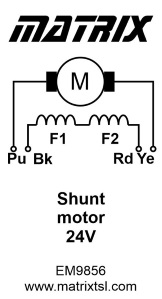 MATRIX
M
F1 F2
Pu Bk Rd Ye
Shunt
motor
24V
EM9856
www.matrixtsl.com